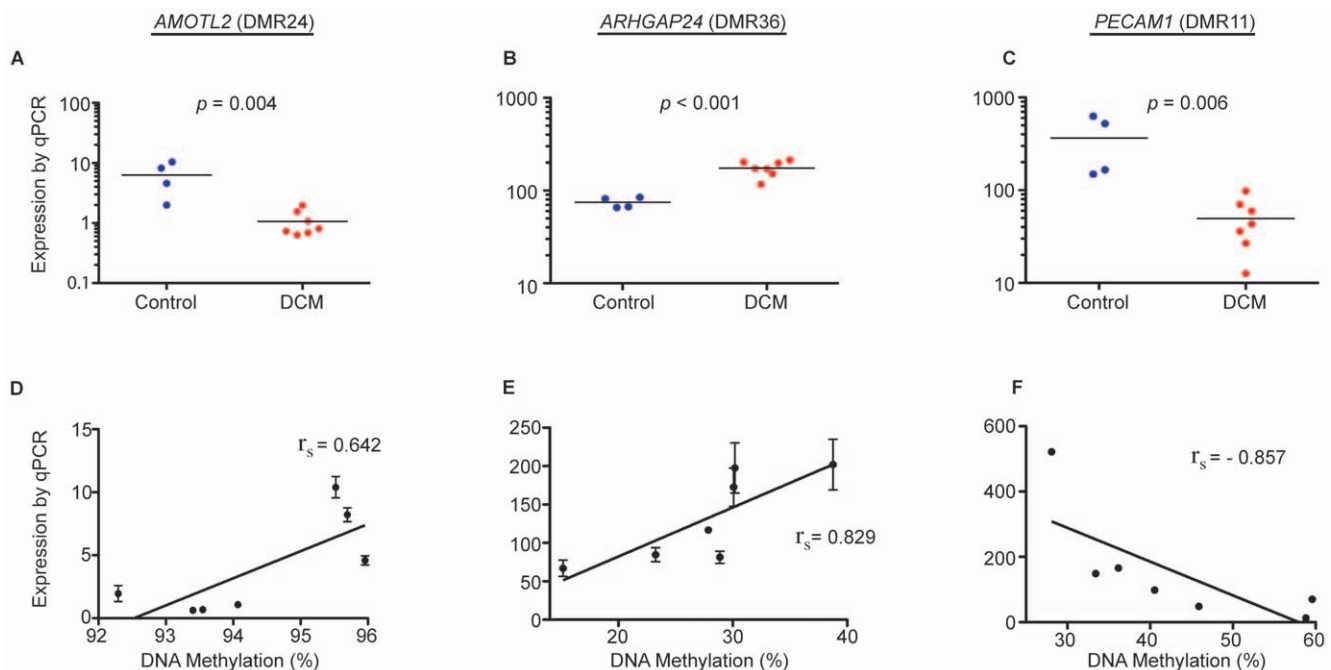 AMOTL2 (DMR24)
ARHGAP24 (DMR36)
PECAM1 (DMR11)
A
B
C
Expression by qPCR
100
10
1
0.1
p = 0.004
Control
DCM
1000
100
10
p < 0.001
Control
DCM
1000
100
10
p = 0.006
Control
DCM
D
E
F
Expression by qPCR
15
10
5
0
rs = 0.642
92
93
94
95
96
DNA Methylation (%)
250
200
150
100
50
0
rs= 0.829
20
30
40
DNA Methylation (%)
600
400
200
0
rs= - 0.857
30
40
50
60
DNA Methylation (%)